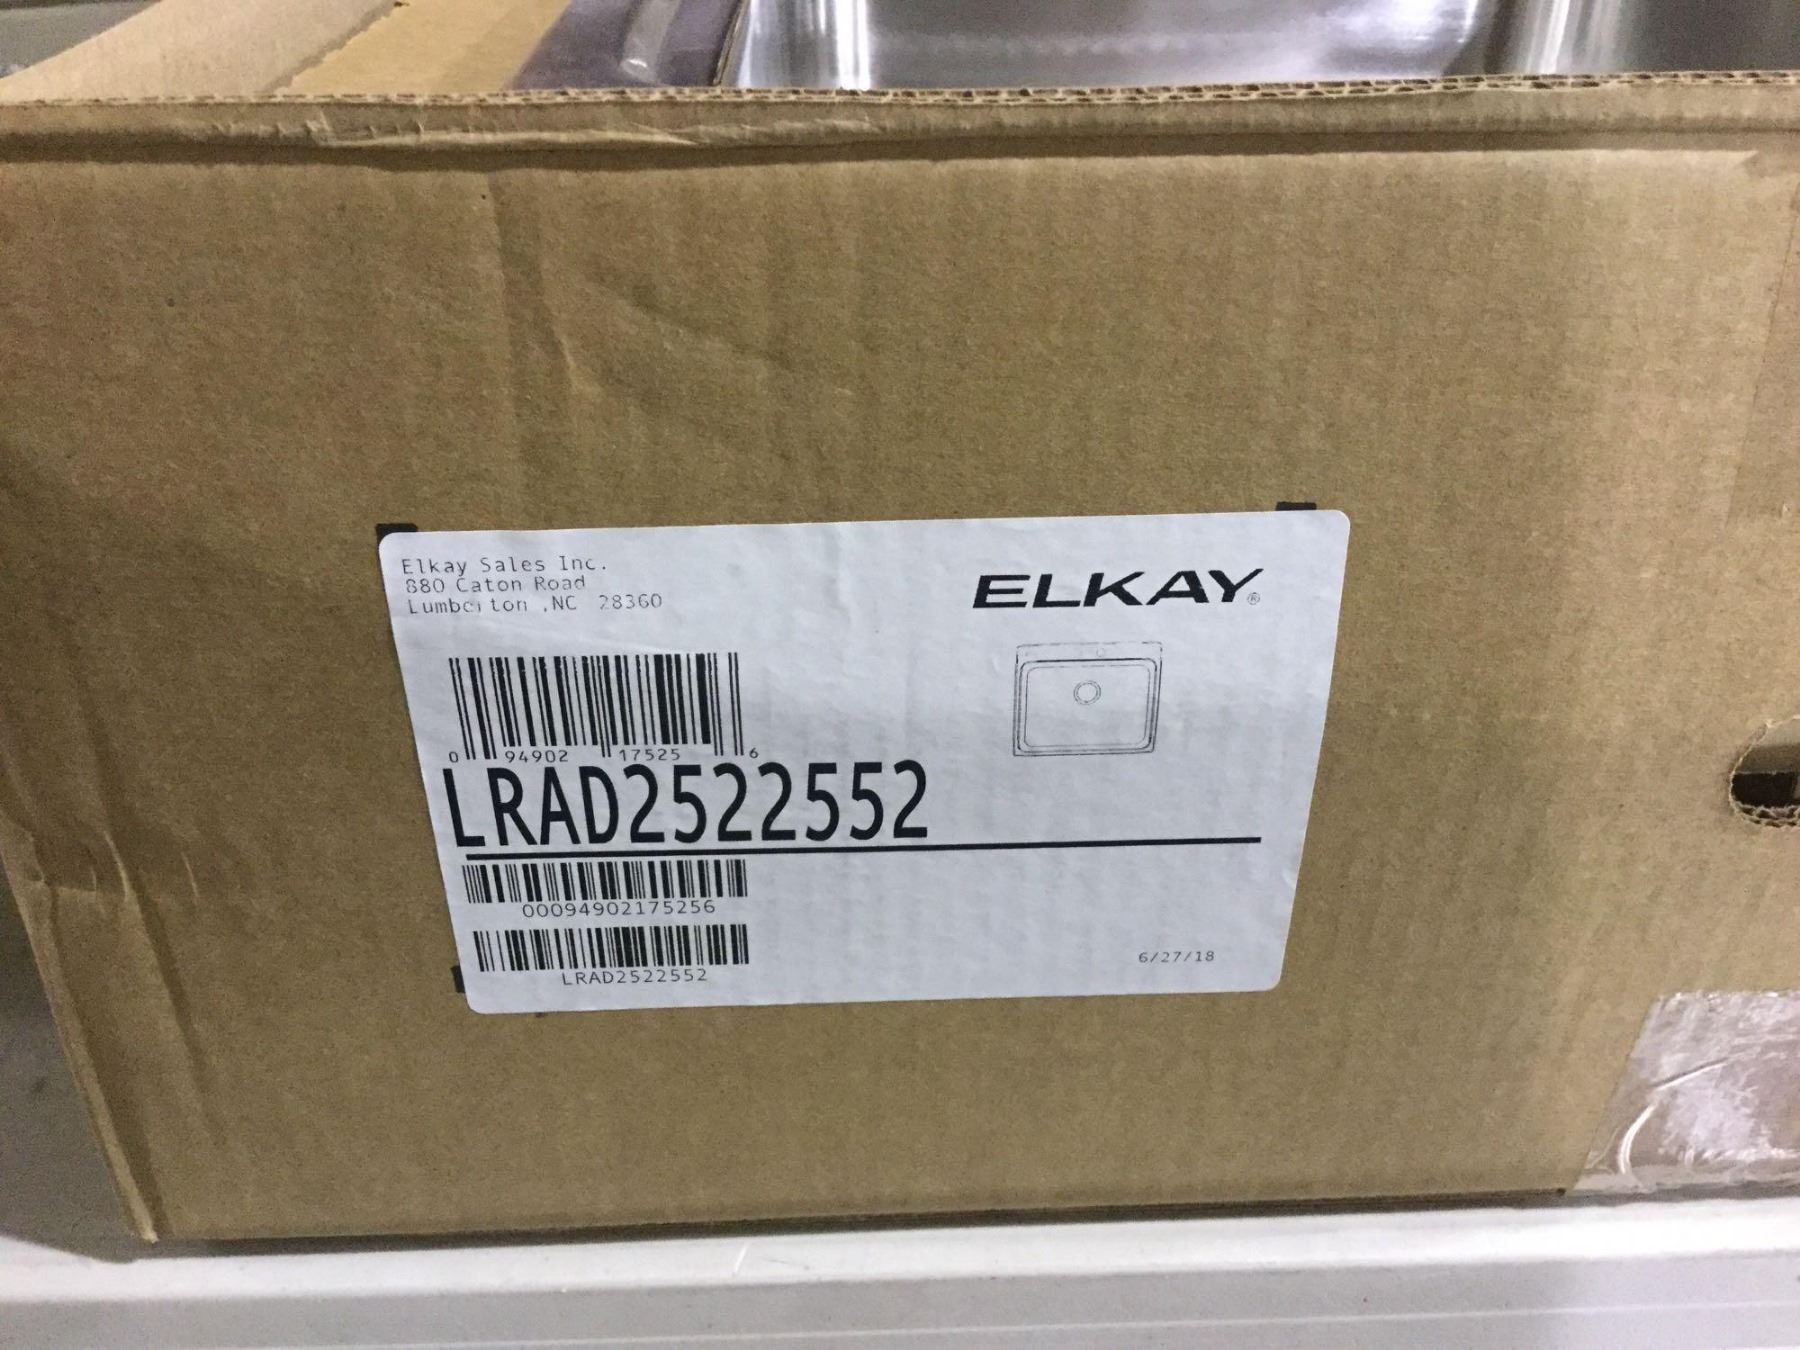 Elkay Sales Inc.
880 Caton Road
Lumberton ,NC 28360
ELKAY®
0 94902 17525 6
LRAD2522552
00094902175256
LRAD2522552
6/27/18